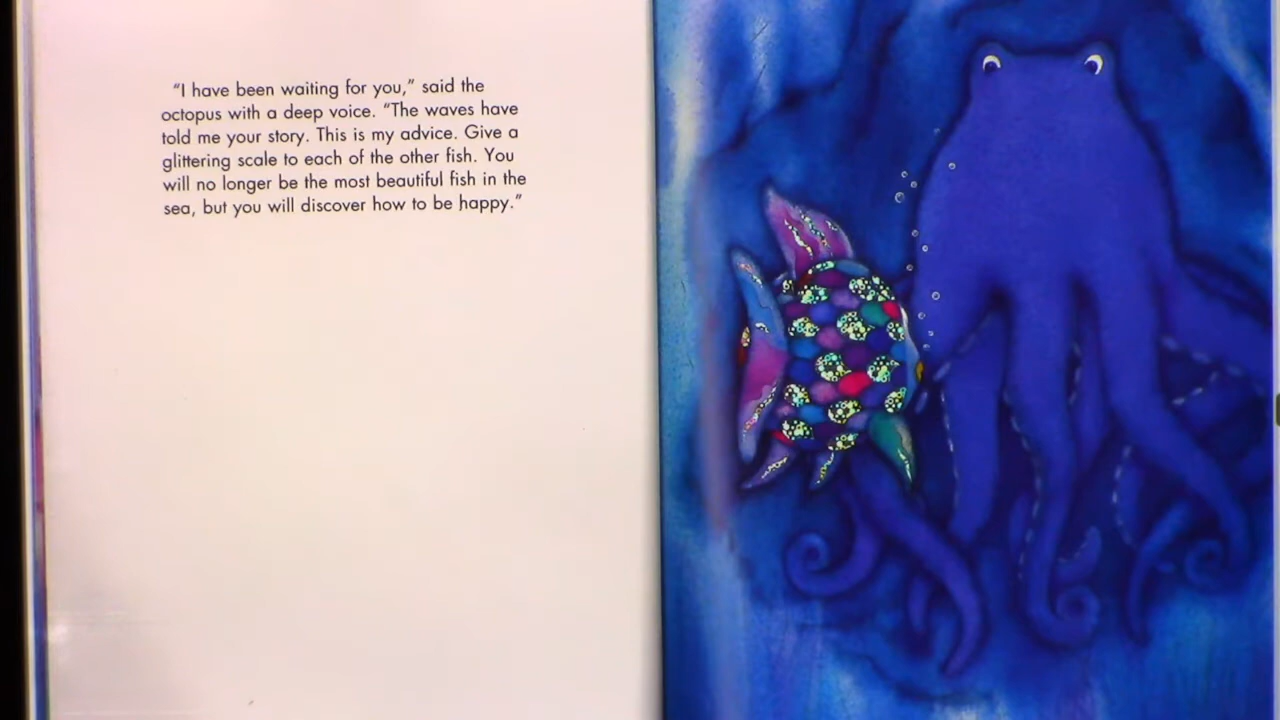 “I have been waiting for you,” said the
octopus with a deep voice. “The waves have
told me your story. This is my advice. Give a
glittering scale to each of the other fish. You
will no longer be the most beautiful fish in the
sea, but you will discover how to be happy.”